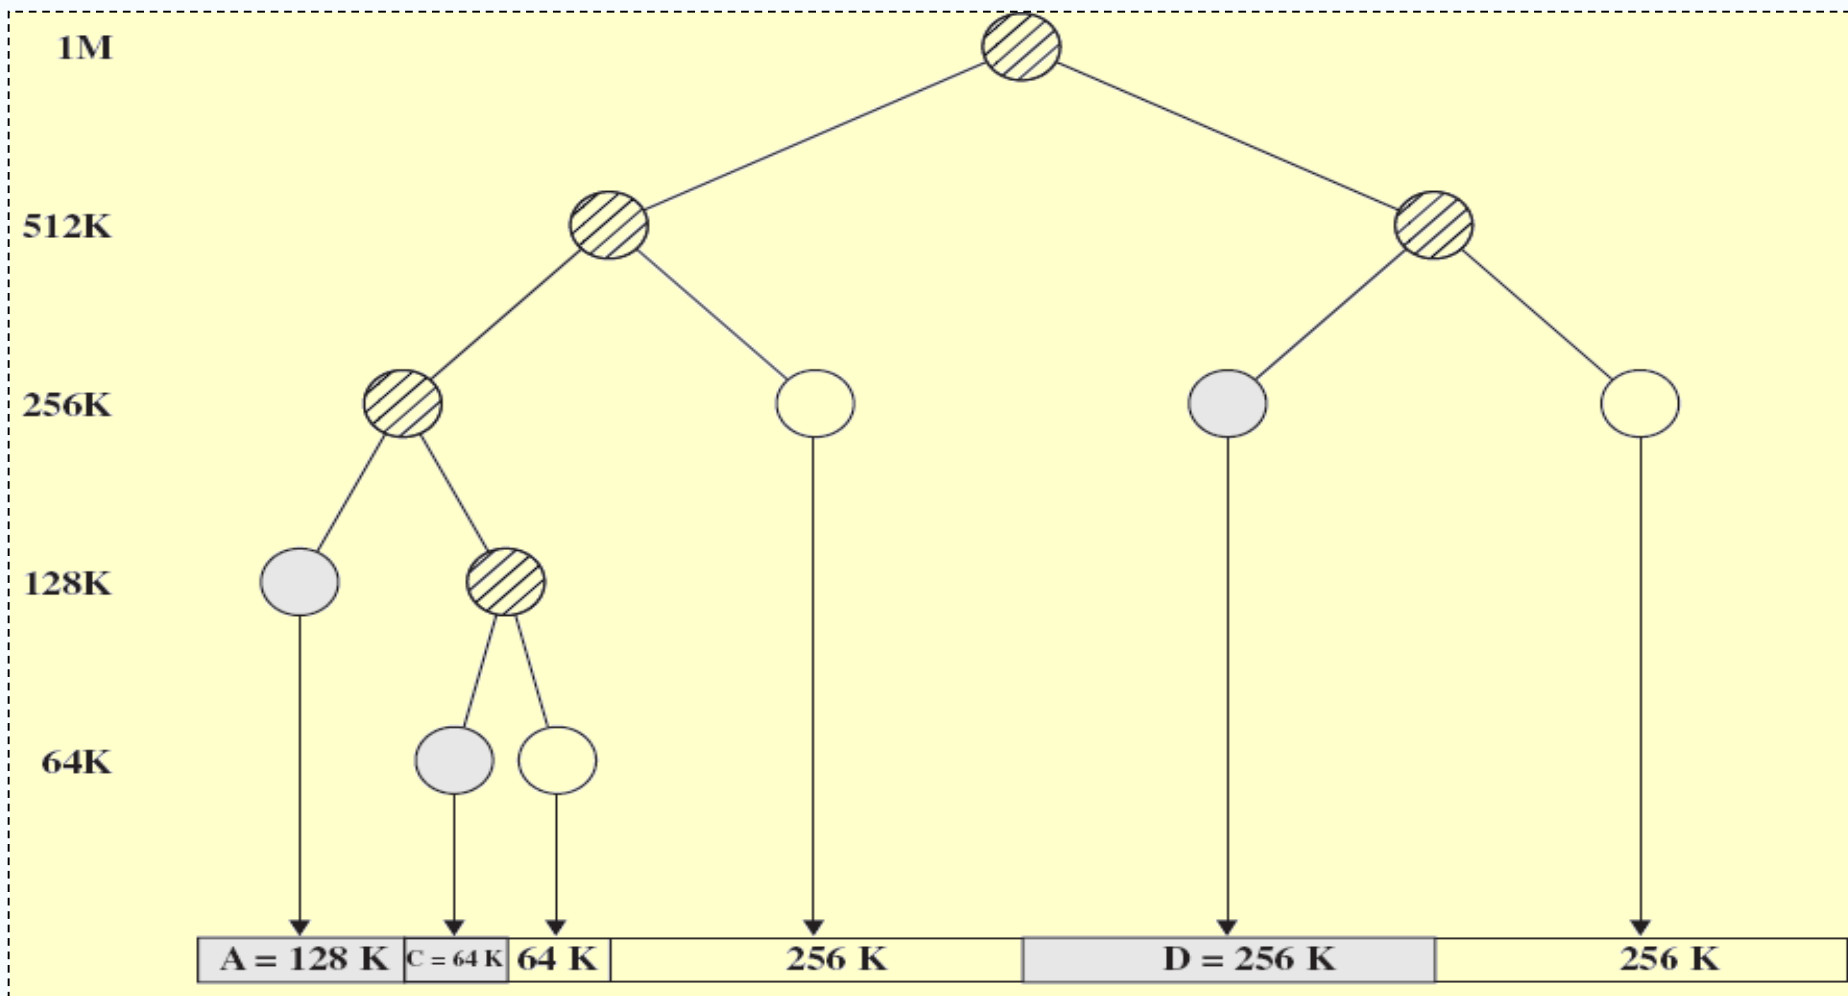 1M
512K
256K
128K
64K
A = 128 K
C = 64 K
64 K
256 K
D = 256 K
256 K